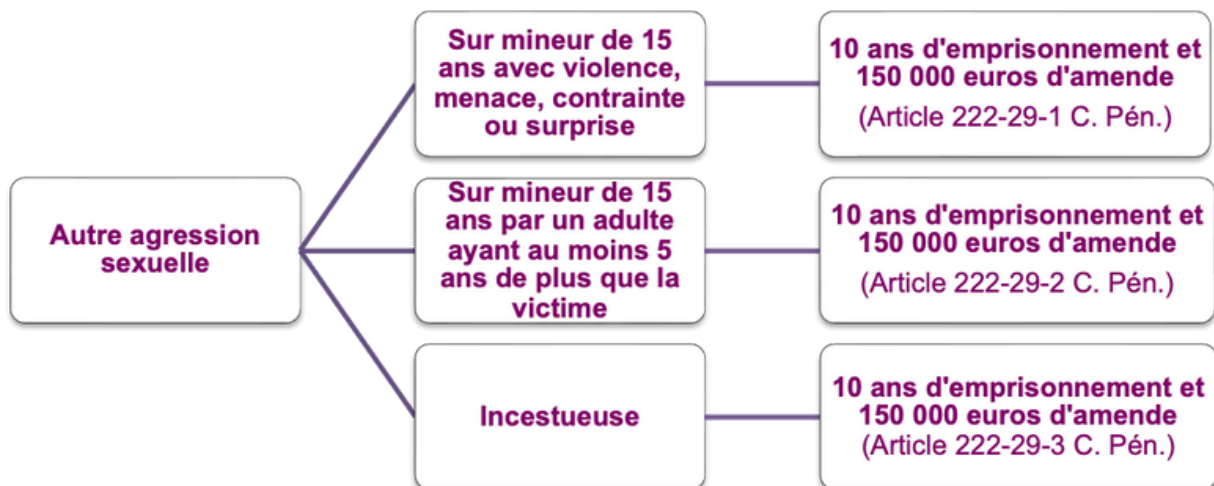 Autre agression
sexuelle
Sur mineur de 15
ans avec violence,
menace, contrainte
ou surprise
10 ans d'emprisonnement et
150 000 euros d'amende
(Article 222-29-1 C. Pén.)
Sur mineur de 15
ans par un adulte
ayant au moins 5
ans de plus que la
victime
10 ans d'emprisonnement et
150 000 euros d'amende
(Article 222-29-2 C. Pén.)
Incestueuse
10 ans d'emprisonnement et
150 000 euros d'amende
(Article 222-29-3 C. Pén.)